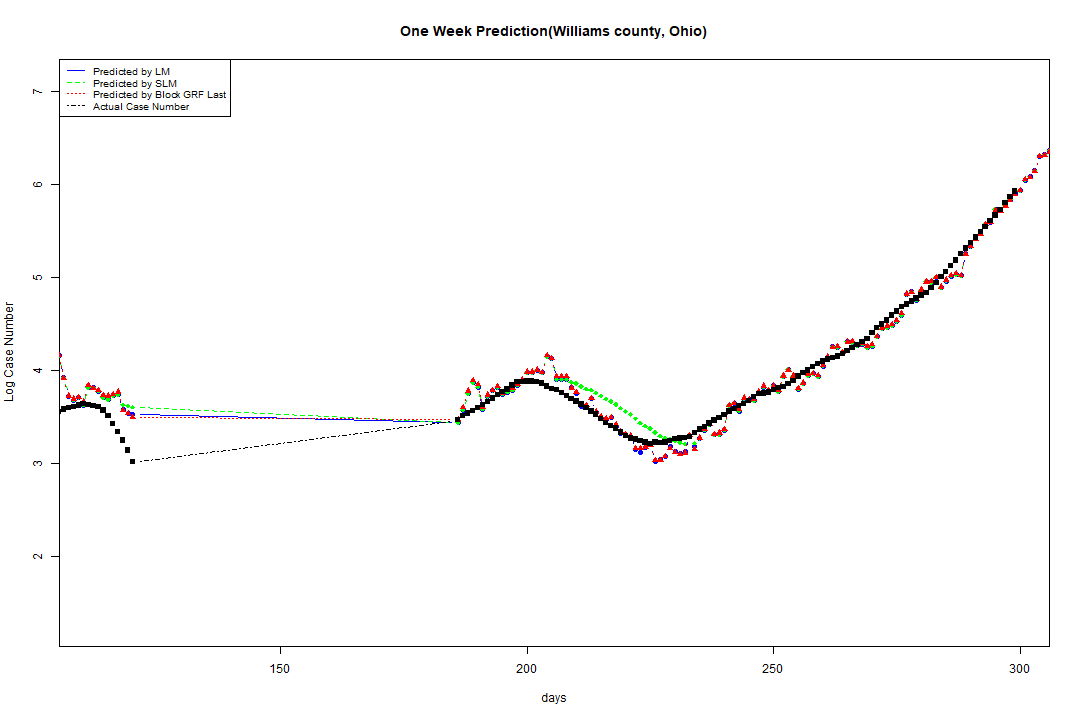 One Week Prediction(Williams county, Ohio)
Predicted by LM
Predicted by SLM
Predicted by Block GRF Last
Actual Case Number
7
6
5
4
3
2
Log Case Number
150
200
250
300
days